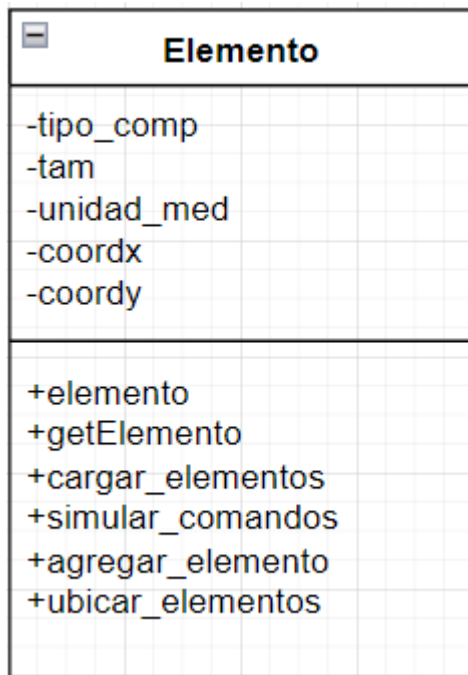 Elemento
-tipo_comp
-tam
-unidad_med
-coordx
-coordy
+elemento
+getElemento
+cargar_elementos
+simular_comandos
+agregar_elemento
+ubicar_elementos